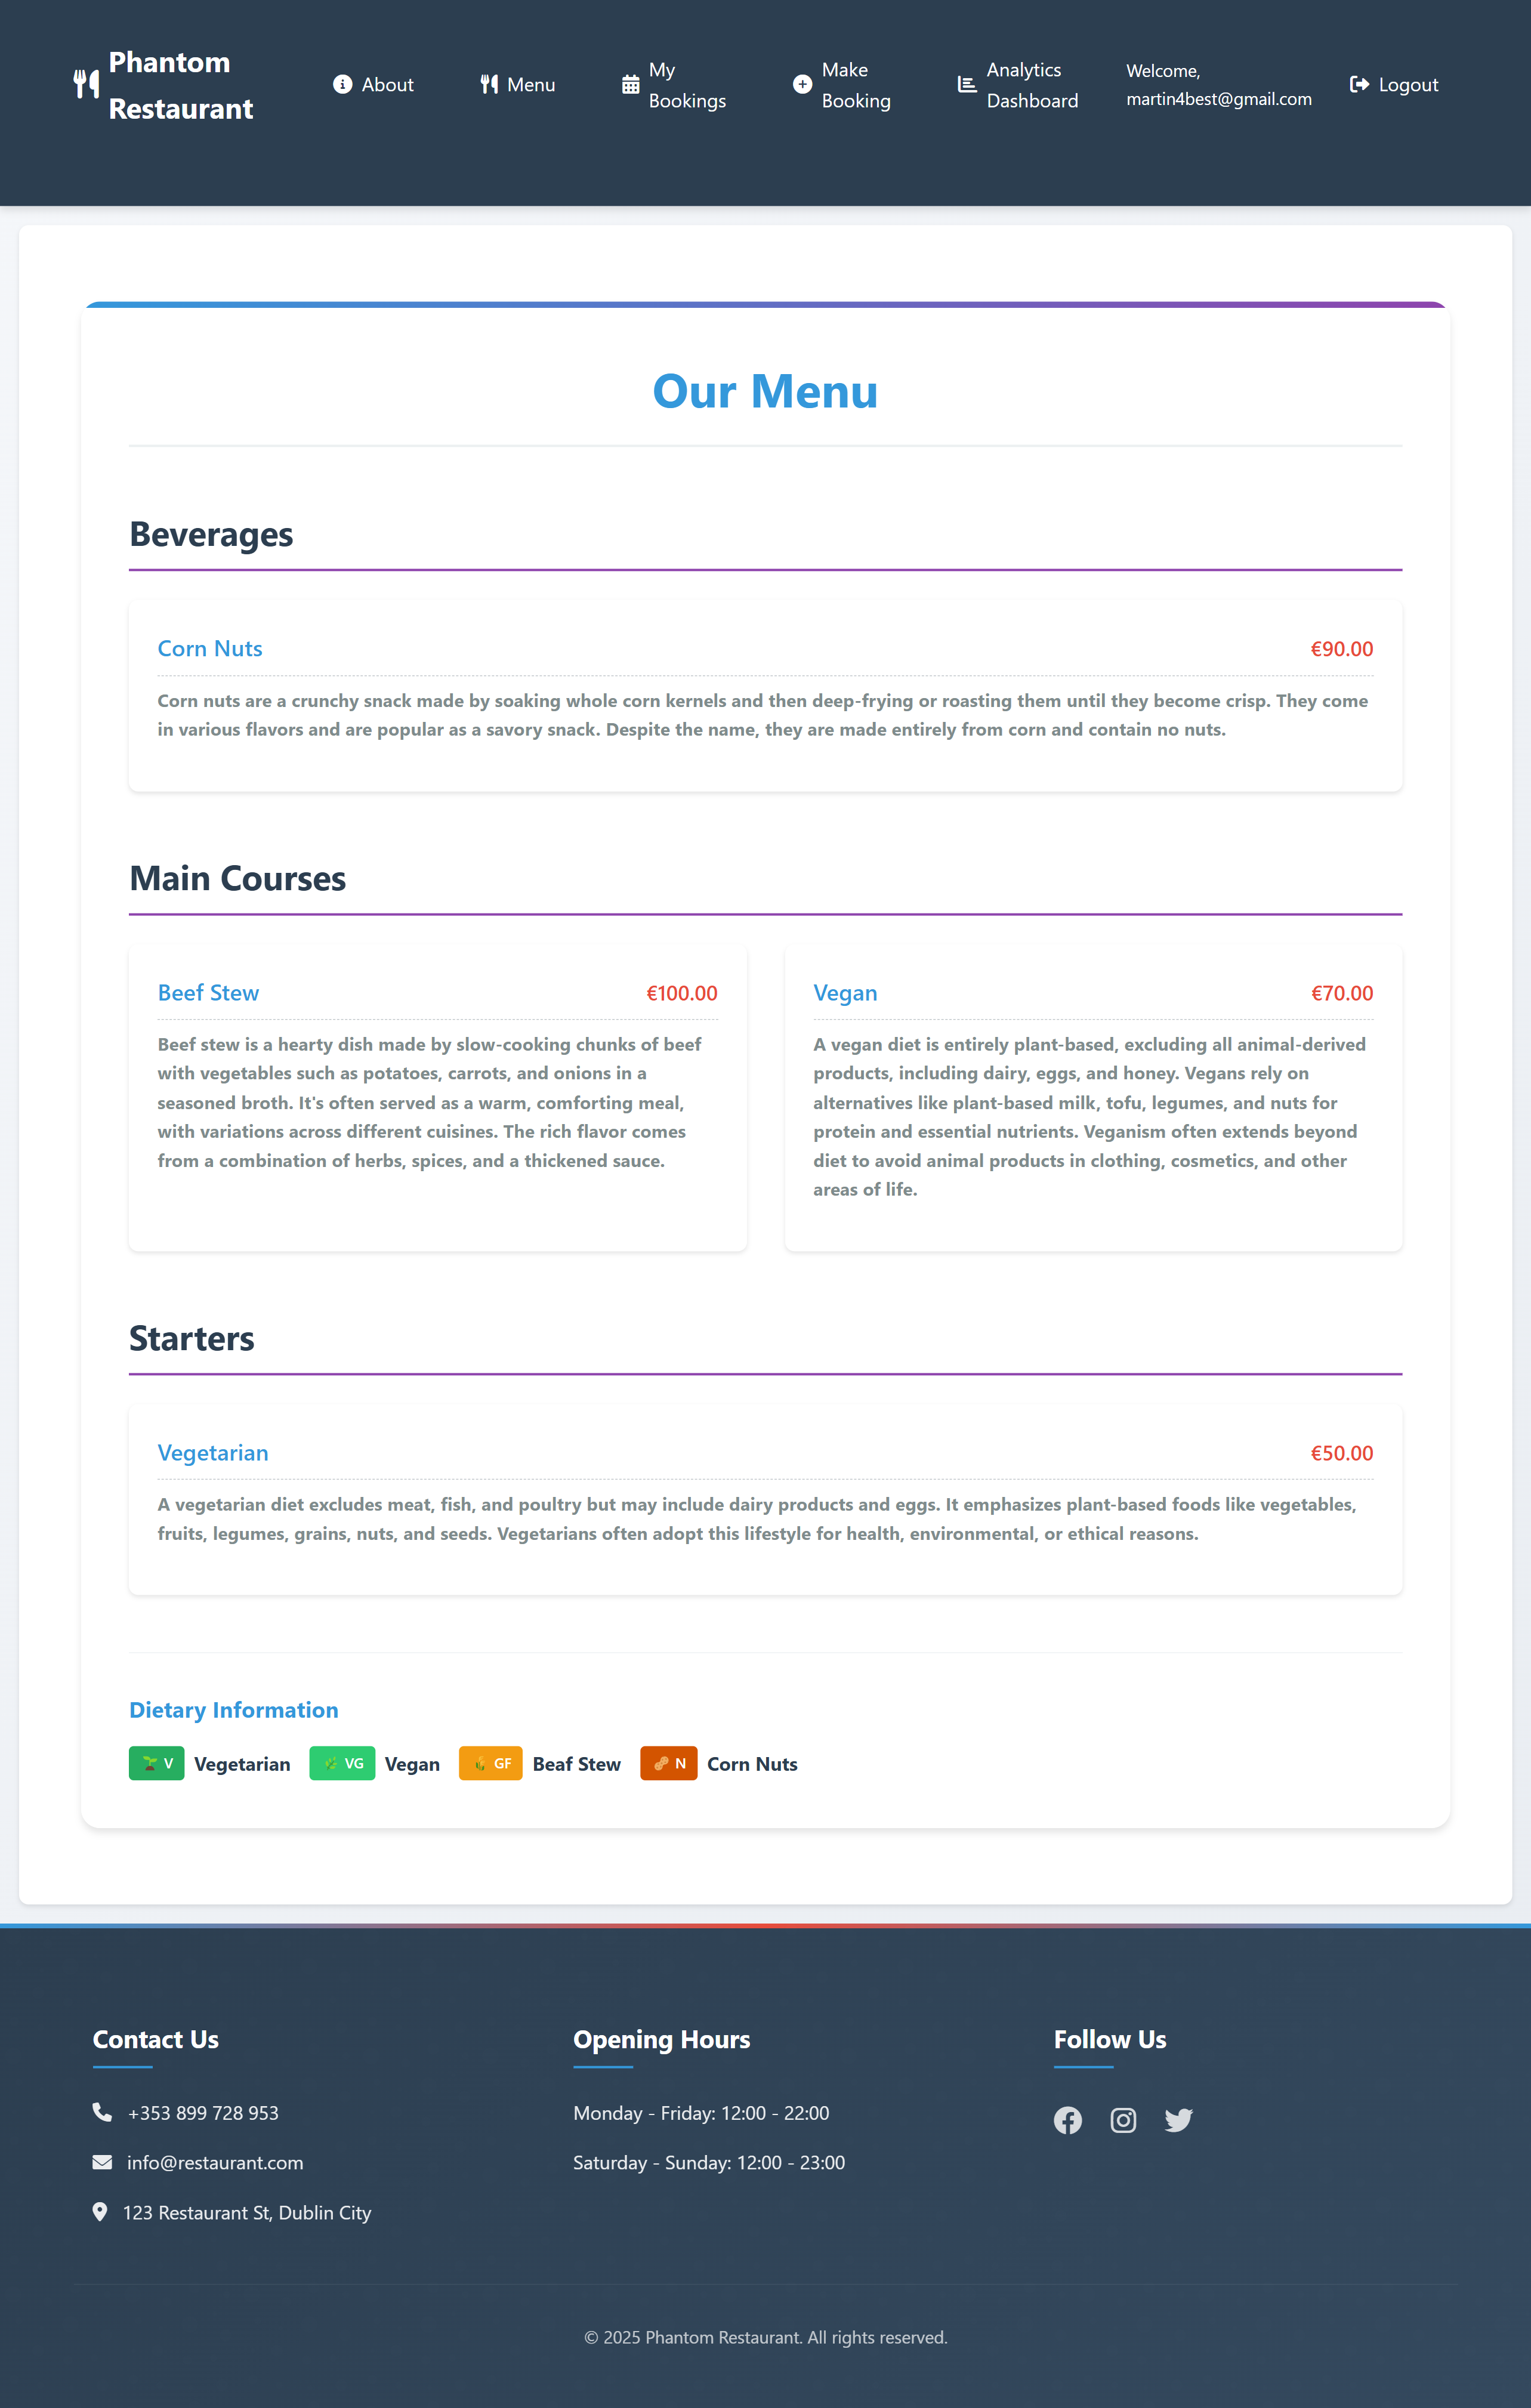 Phantom
Restaurant
About
Menu
My
Bookings
Make
Booking
Analytics
Dashboard
Welcome,
martin4best@gmail.com
Logout
Our Menu
Beverages
Corn Nuts €90.00
Corn nuts are a crunchy snack made by soaking whole corn kernels and then deep-frying or roasting them until they become crisp. They come
in various flavors and are popular as a savory snack. Despite the name, they are made entirely from corn and contain no nuts.
Main Courses
Beef Stew €100.00
Beef stew is a hearty dish made by slow-cooking chunks of beef
with vegetables such as potatoes, carrots, and onions in a
seasoned broth. It's often served as a warm, comforting meal,
with variations across different cuisines. The rich flavor comes
from a combination of herbs, spices, and a thickened sauce.
Vegan €70.00
A vegan diet is entirely plant-based, excluding all animal-derived
products, including dairy, eggs, and honey. Vegans rely on
alternatives like plant-based milk, tofu, legumes, and nuts for
protein and essential nutrients. Veganism often extends beyond
diet to avoid animal products in clothing, cosmetics, and other
areas of life.
Starters
Vegetarian €50.00
A vegetarian diet excludes meat, fish, and poultry but may include dairy products and eggs. It emphasizes plant-based foods like vegetables,
fruits, legumes, grains, nuts, and seeds. Vegetarians often adopt this lifestyle for health, environmental, or ethical reasons.
Dietary Information
V Vegetarian VG Vegan GF Beaf Stew N Corn Nuts
Contact Us
+353 899 728 953
info@restaurant.com
123 Restaurant St, Dublin City
Opening Hours
Monday - Friday: 12:00 - 22:00
Saturday - Sunday: 12:00 - 23:00
Follow Us
© 2025 Phantom Restaurant. All rights reserved.